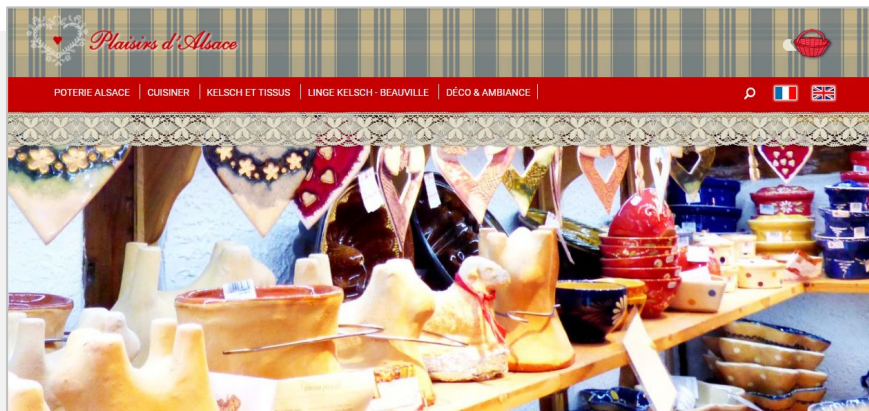 Plaisirs d'Alsace
POTERIE ALSACE
CUISINER
KELSCH ET TISSUS
LINGE KELSCH - BEAUVILLE
DÉCO & AMBIANCE